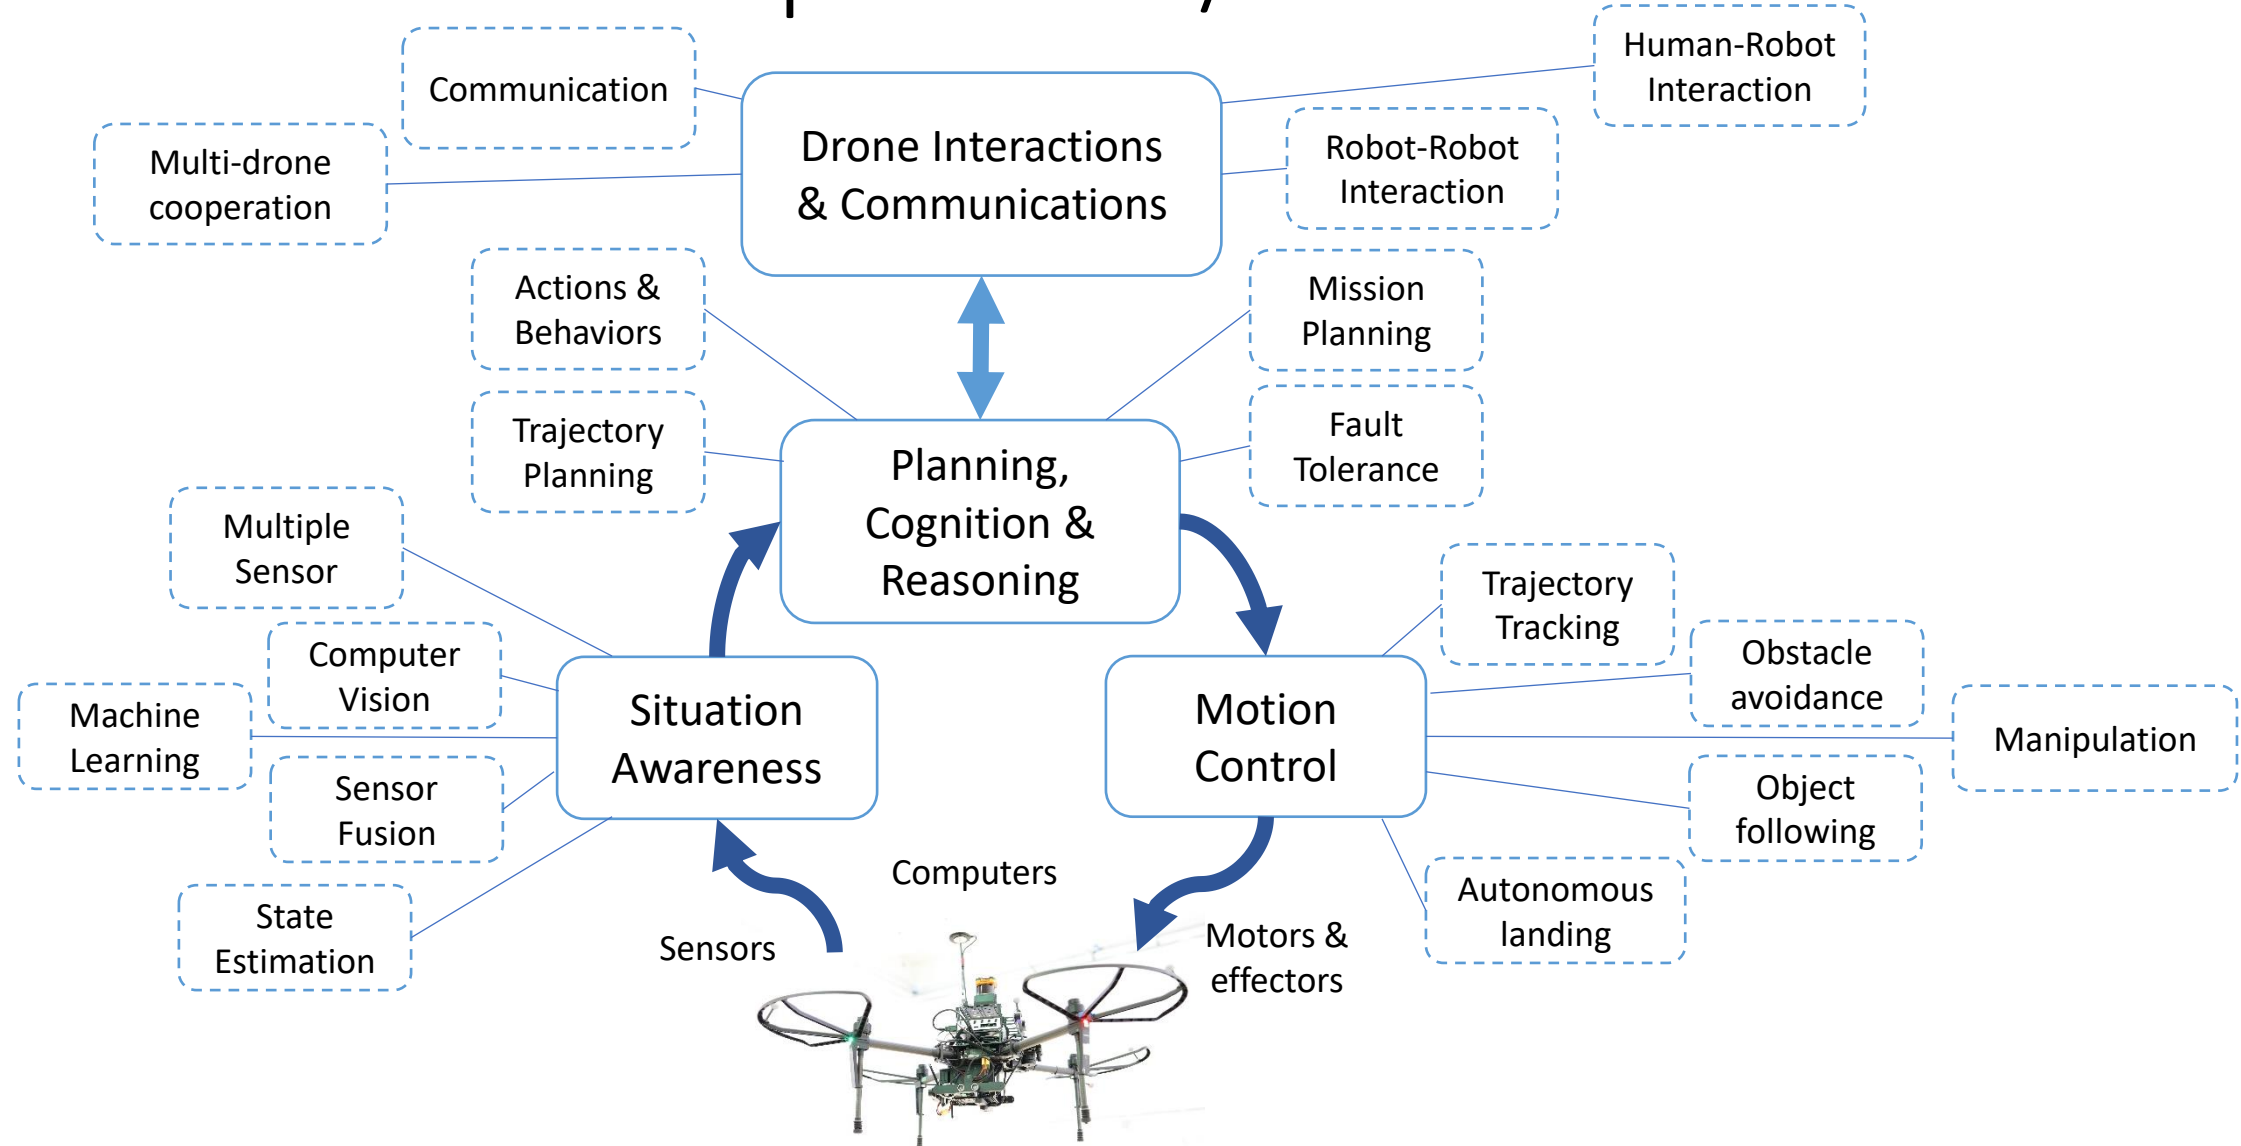 Communication
Human-Robot
Interaction
Multi-drone
cooperation
Drone Interactions
& Communications
Robot-Robot
Interaction
Actions &
Behaviors
Mission
Planning
Trajectory
Planning
Planning,
Cognition &
Reasoning
Fault
Tolerance
Multiple
Sensor
Computer
Vision
Machine
Learning
Sensor
Fusion
State
Estimation
Situation
Awareness
Motion
Control
Trajectory
Tracking
Obstacle
avoidance
Manipulation
Object
following
Autonomous
landing
Computers
Sensors
Motors &
effectors